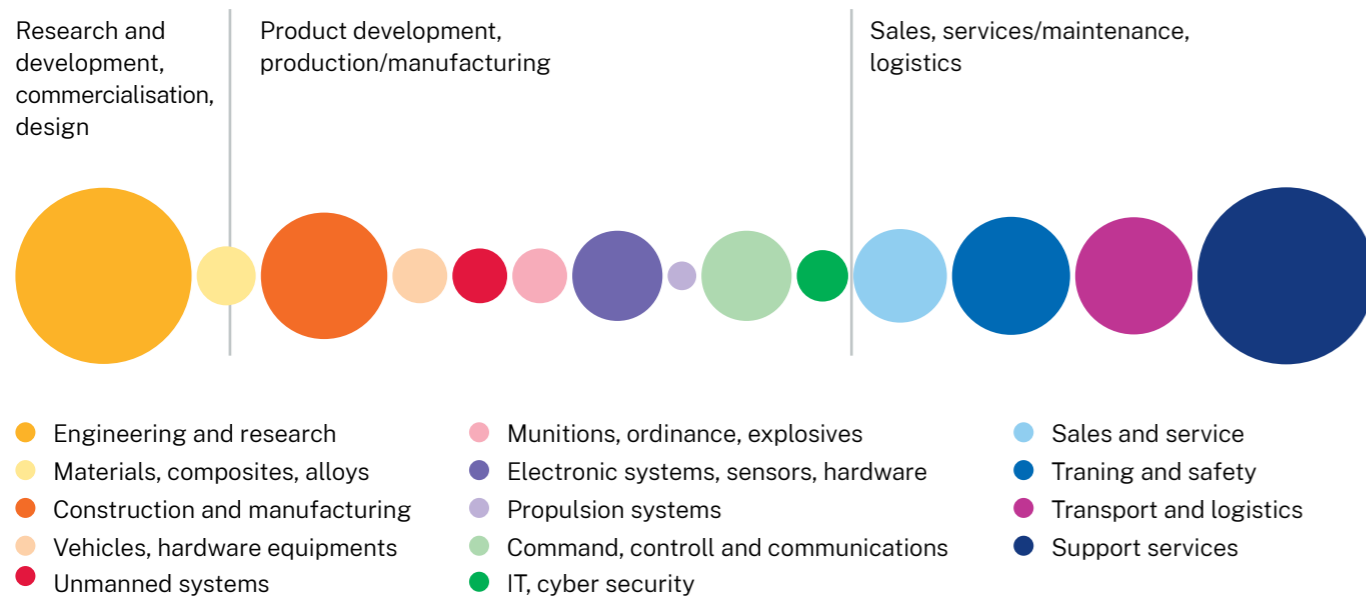 Research and
development,
commercialisation,
design
Product development,
production/manufacturing
Sales, services/maintenance,
logistics
Engineering and research
Materials, composites, alloys
Construction and manufacturing
Vehicles, hardware equipments
Unmanned systems
Munitions, ordinance, explosives
Electronic systems, sensors, hardware
Propulsion systems
Command, controll and communications
IT, cyber security
Sales and service
Traning and safety
Transport and logistics
Support services